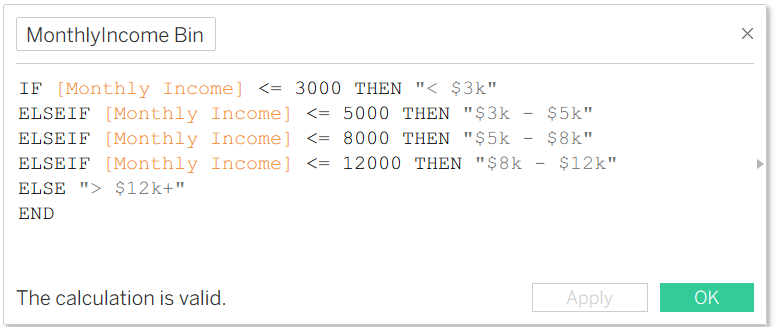 MonthlyIncome Bin
IF [Monthly Income] <= 3000 THEN "< $3k"
ELSEIF [Monthly Income] <= 5000 THEN "$3k - $5k"
ELSEIF [Monthly Income] <= 8000 THEN "$5k - $8k"
ELSEIF [Monthly Income] <= 12000 THEN "$8k - $12k"
ELSE "> $12k+"
END
The calculation is valid.
Apply
OK